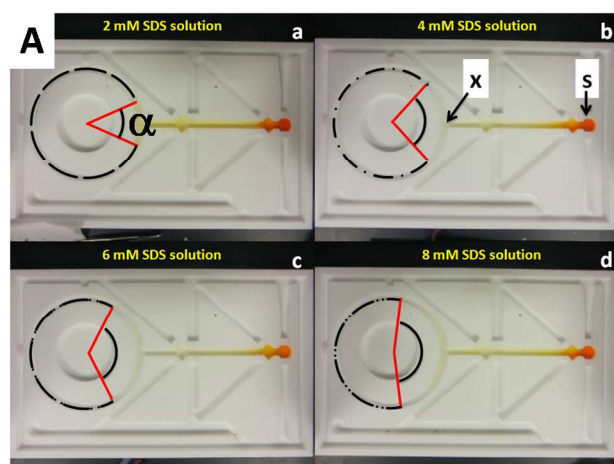 A
2 mM SDS solution
a
4 mM SDS solution
b
α
X
S
6 mM SDS solution
c
8 mM SDS solution
d